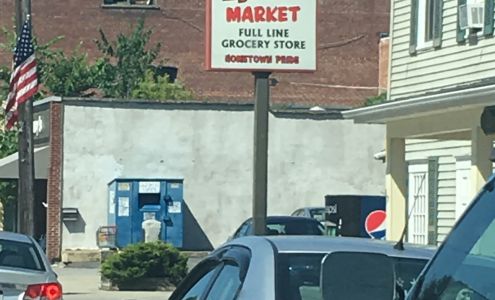 MARKET
FULL LINE
GROCERY STORE
HOMETOWN PRIDE